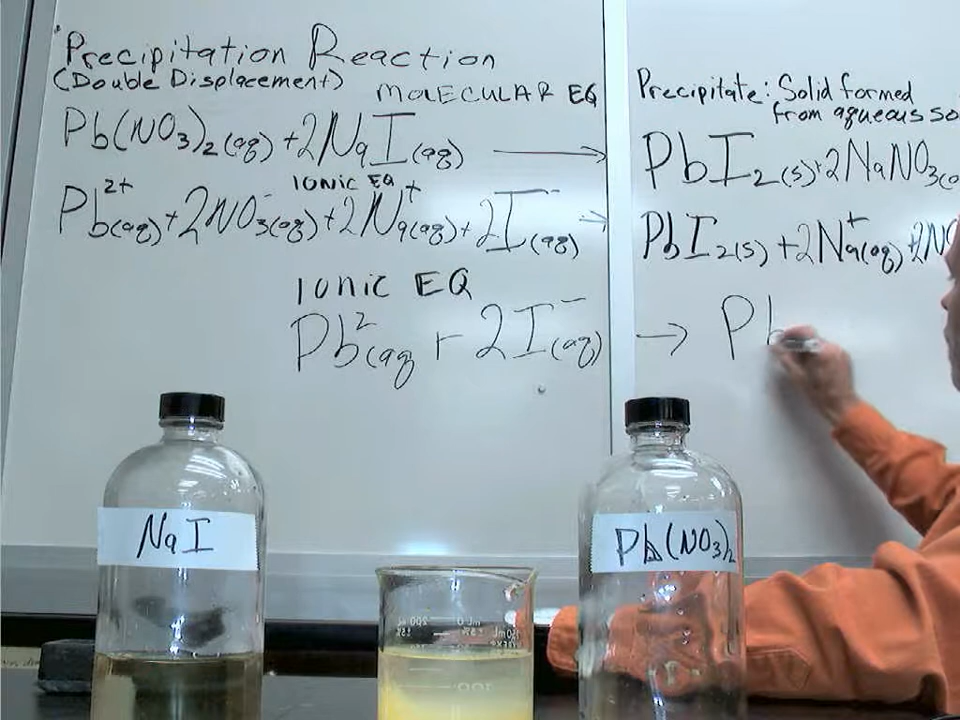 Precipitation Reaction
(Double Displacement)
MOLECULAR EQ
Pb(NO₃)₂(aq) + 2NaI(aq) ⟶
IONIC EQ
Pb²⁺(aq) + 2NO₃⁻(aq) + 2Na⁺(aq) + 2I⁻(aq) →
IONIC EQ
Pb²(aq + 2I⁻(aq) → Pb
Precipitate: Solid formed
from aqueous so
PbI₂(s) + 2NaNO₃(a
PbI₂(s) + 2Na⁺(aq) + 2N
NaI
Pb(NO₃)₂